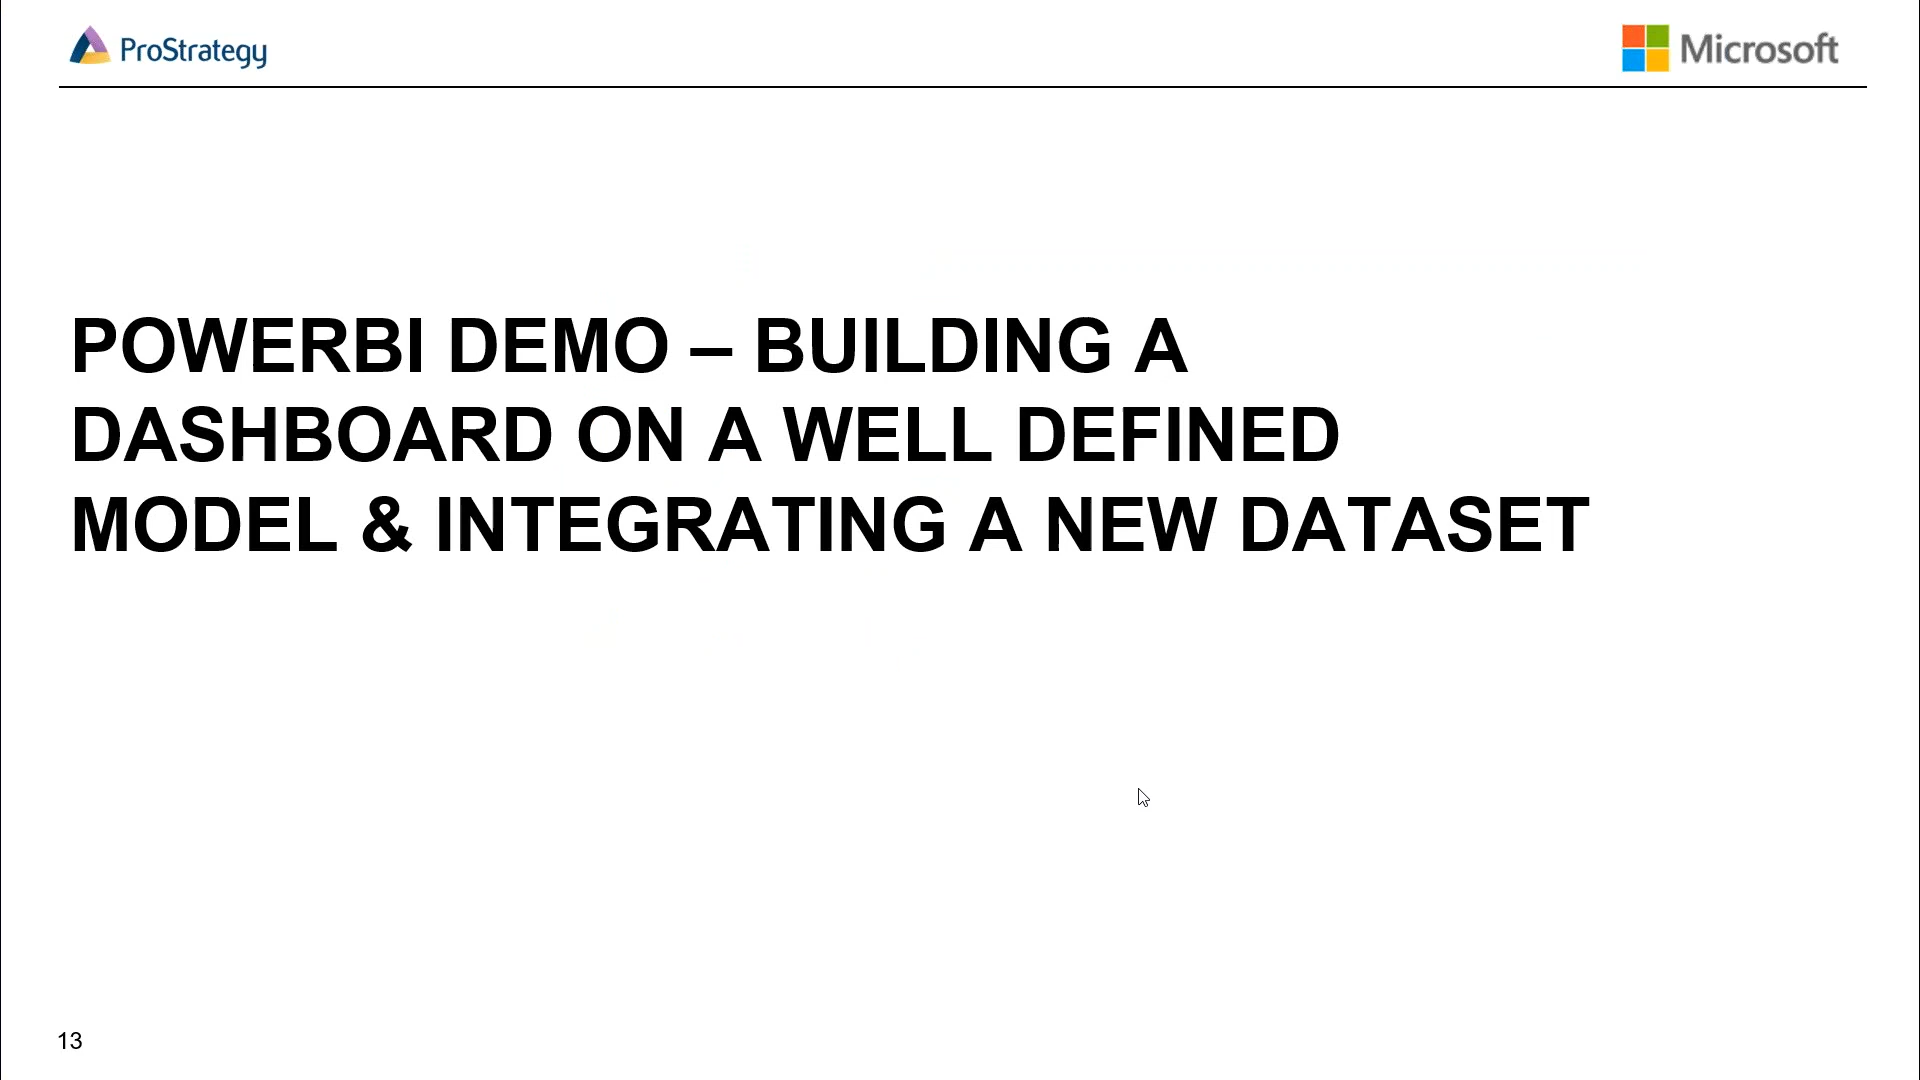 ProStrategy
Microsoft
POWERBI DEMO – BUILDING A
DASHBOARD ON A WELL DEFINED
MODEL & INTEGRATING A NEW DATASET
13